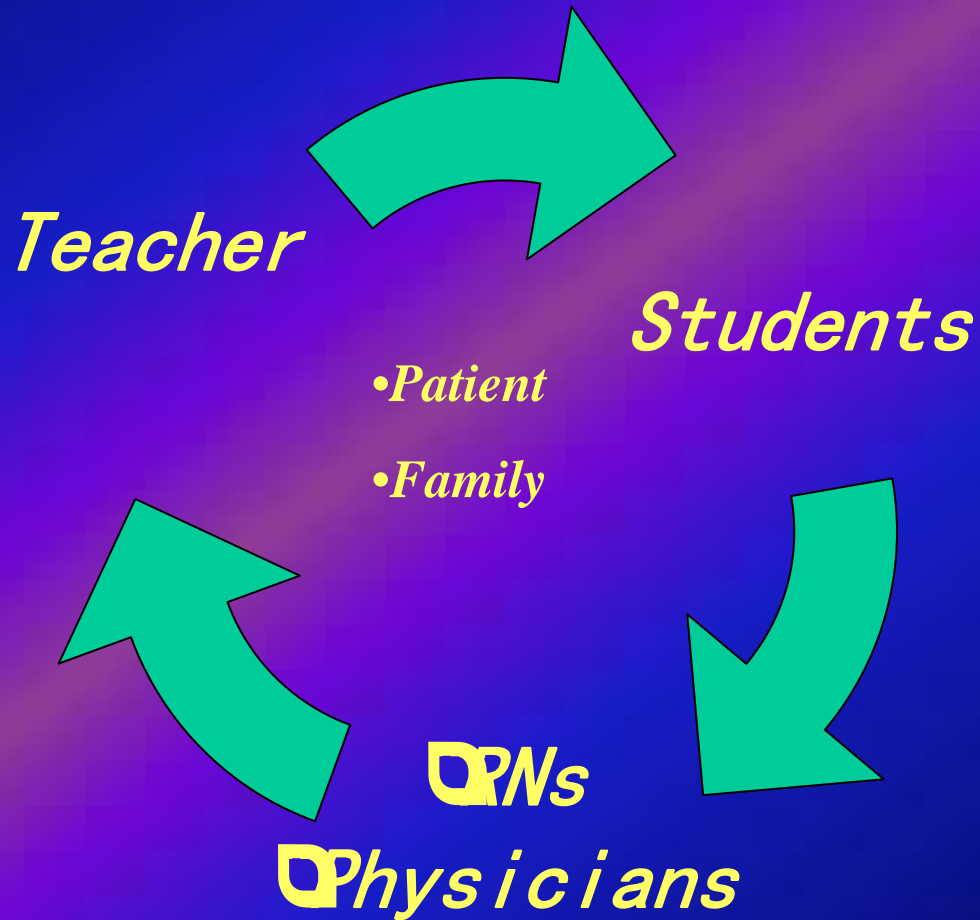 Teacher
Students
•Patient
•Family
RNs
Physicians